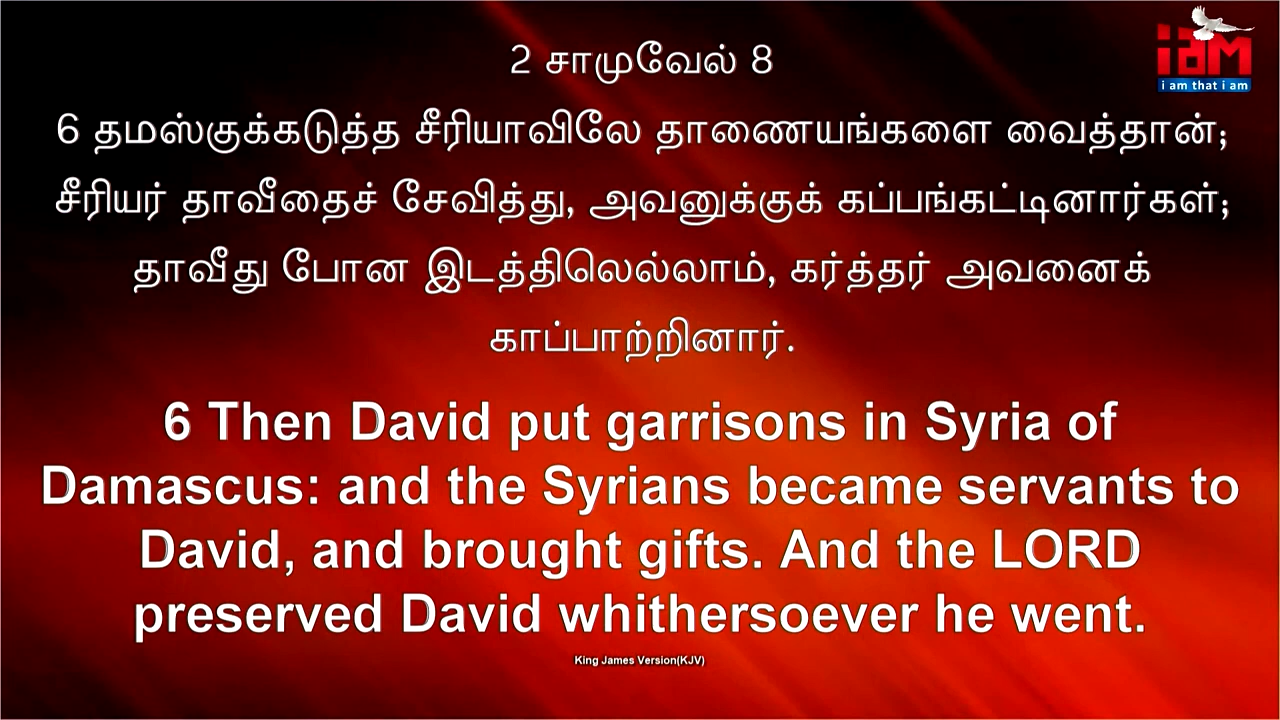 iam
i am that i am
2 சாமுவேல் 8
6 தமஸ்குக்கடுத்த சீரியாவிலே தாணையங்களை வைத்தான்;
சீரியர் தாவீதைச் சேவித்து, அவனுக்குக் கப்பங்கட்டினார்கள்;
தாவீது போன இடத்திலெல்லாம், கர்த்தர் அவனைக்
காப்பாற்றினார்.
6 Then David put garrisons in Syria of
Damascus: and the Syrians became servants to
David, and brought gifts. And the LORD
preserved David whithersoever he went.
King James Version(KJV)